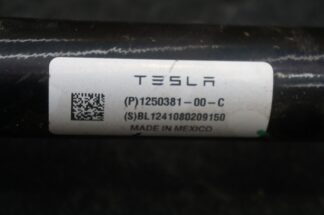 TESLA
(P)1250381-00-C
(S)BL1241080209150
MADE IN MEXICO